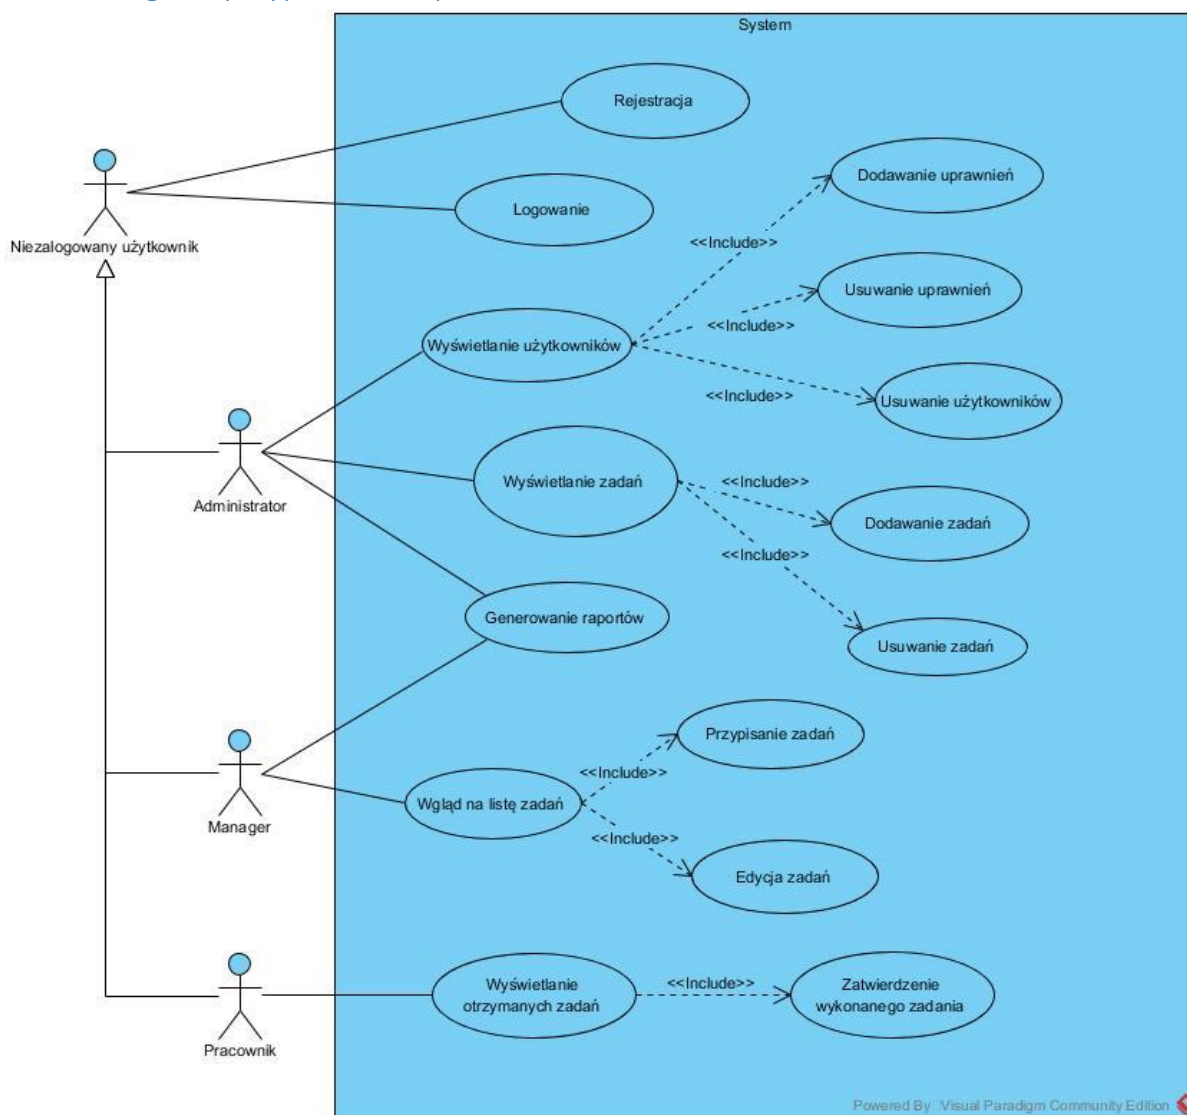 System
Rejestracja
Dodawanie uprawnień
Logowanie
Niezalogowany użytkownik
<<Include>>
Usuwanie uprawnień
<<Include>>
Wyświetlanie użytkowników
<<Include>>
Usuwanie użytkowników
Administrator
Wyświetlanie zadań
<<Include>>
Dodawanie zadań
<<Include>>
Generowanie raportów
Usuwanie zadań
Przypisanie zadań
<<Include>>
Manager
Wgląd na listę zadań
<<Include>>
Edycja zadań
Pracownik
Wyświetlanie
otrzymanych zadań
<<Include>>
Zatwierdzenie
wykonanego zadania
Powered By Visual Paradigm Community Edition